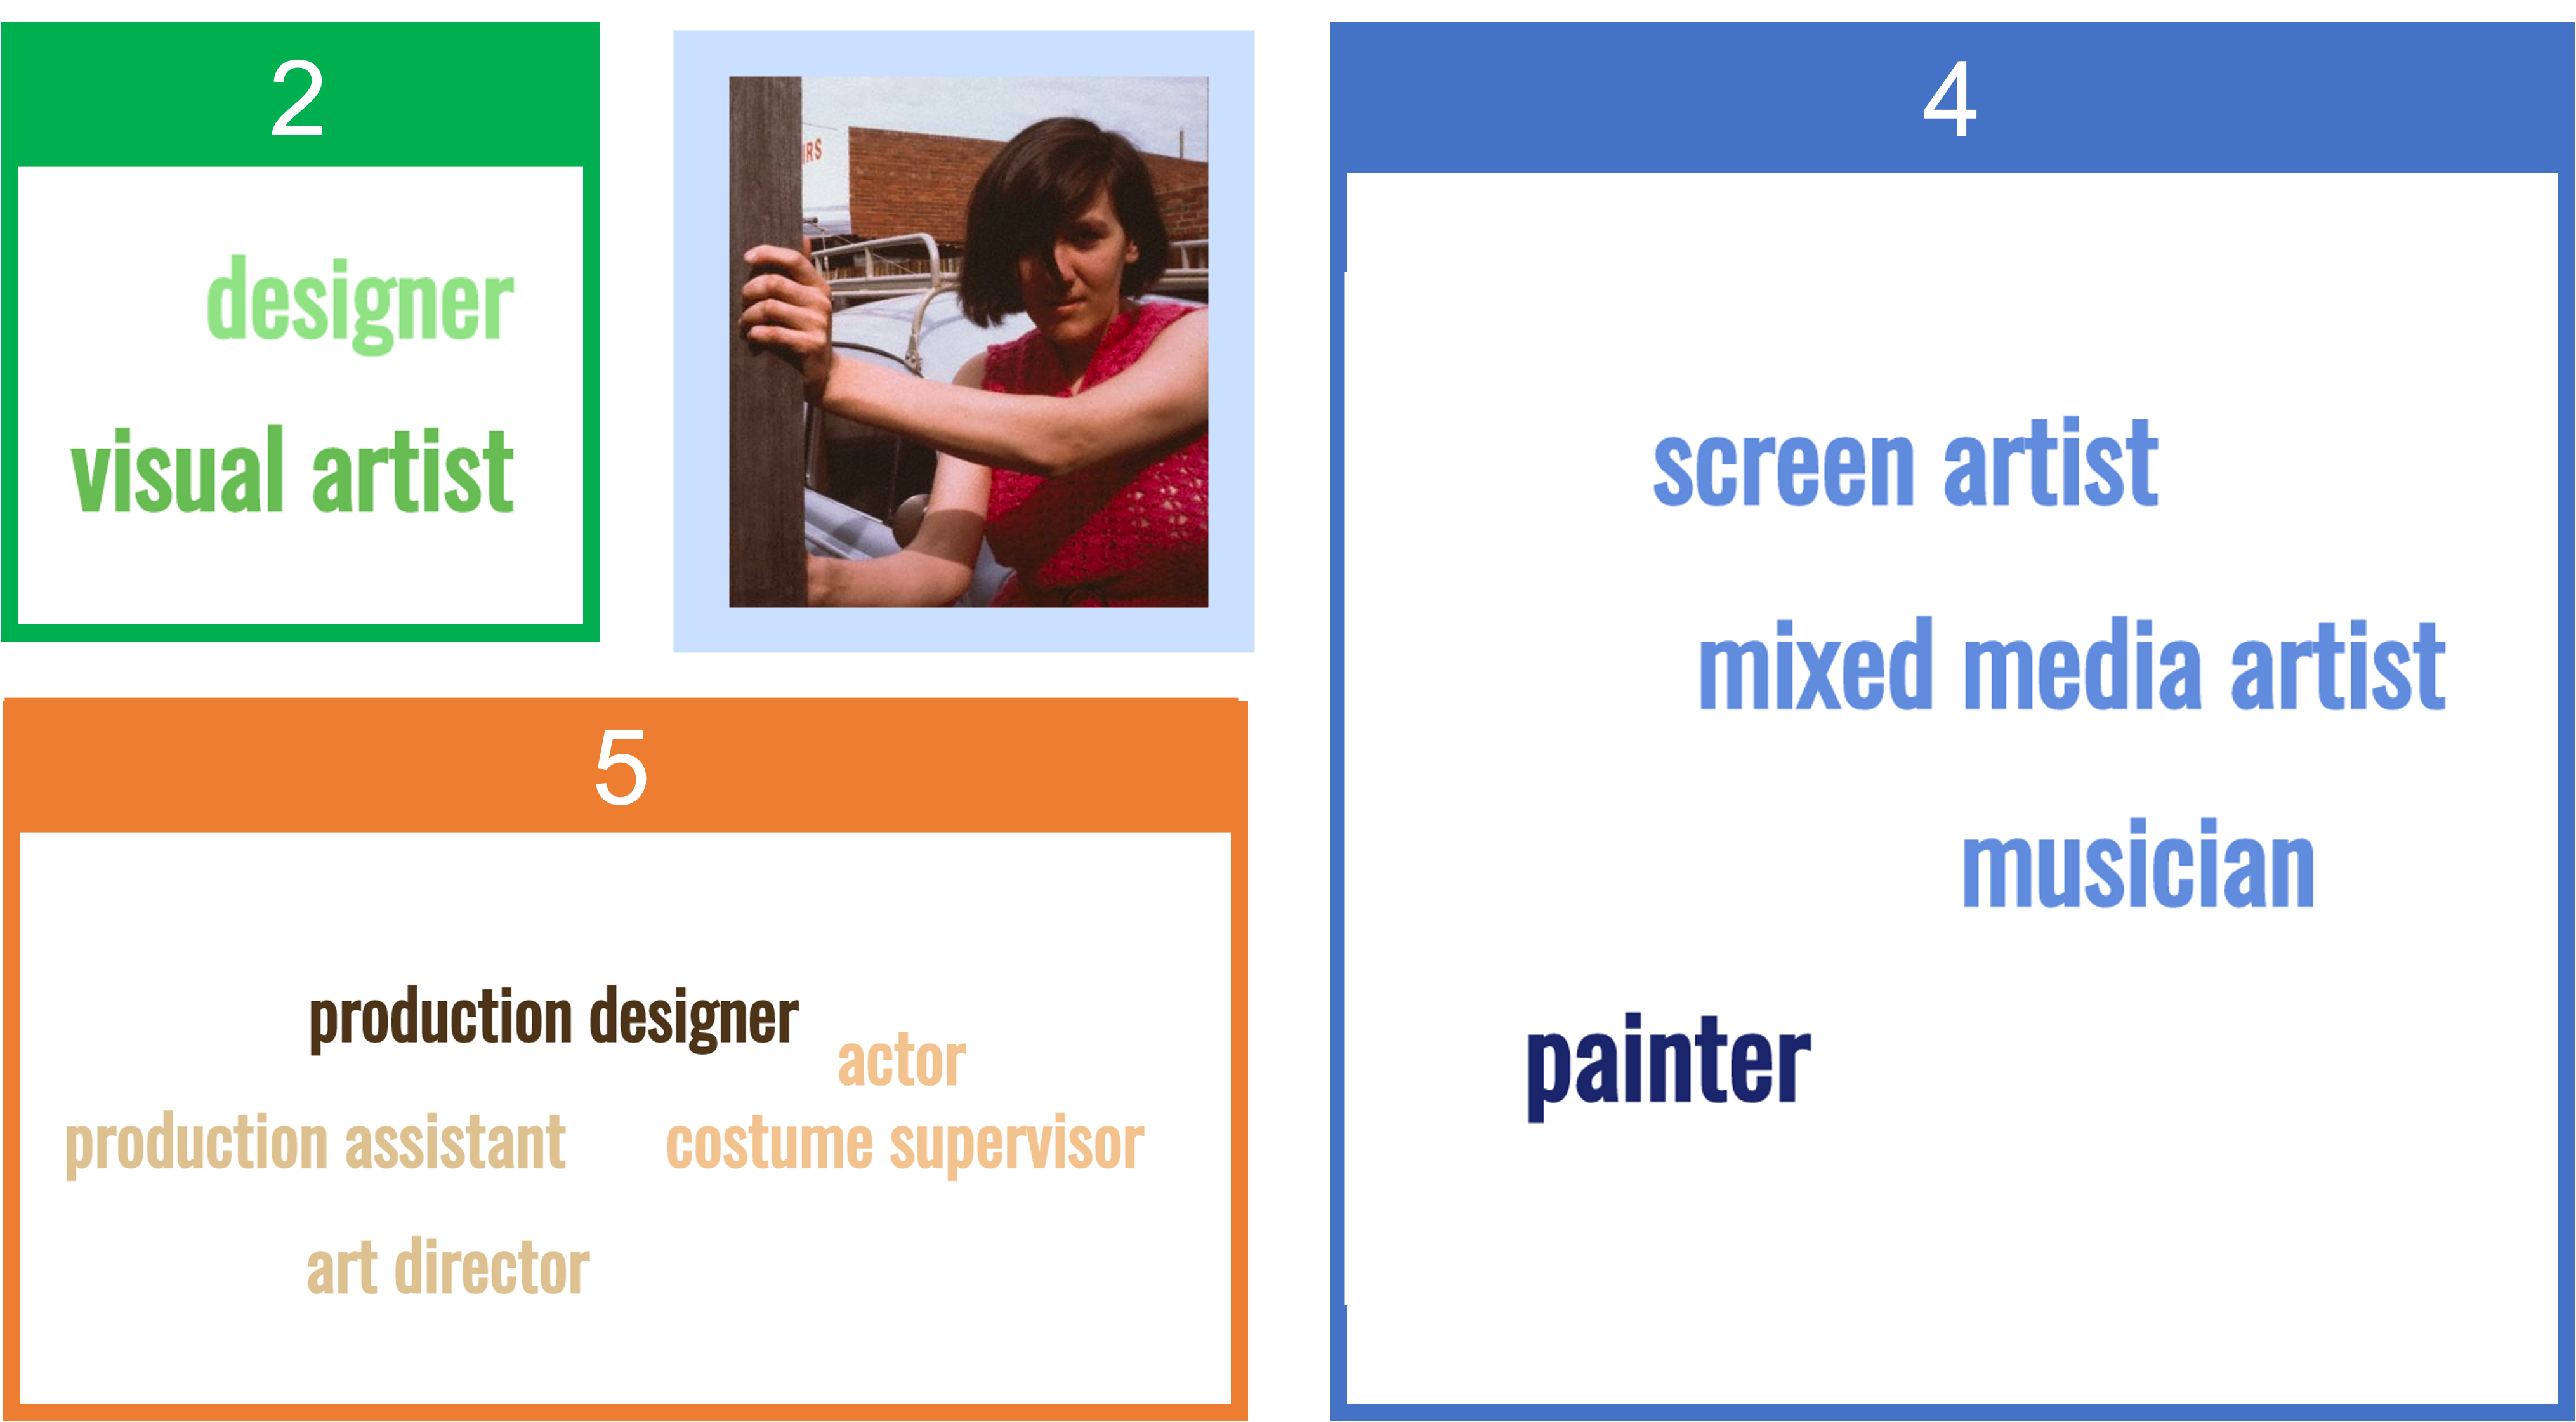 2
designer
visual artist
IRS
4
screen artist
mixed media artist
musician
painter
5
production designer
actor
production assistant
costume supervisor
art director